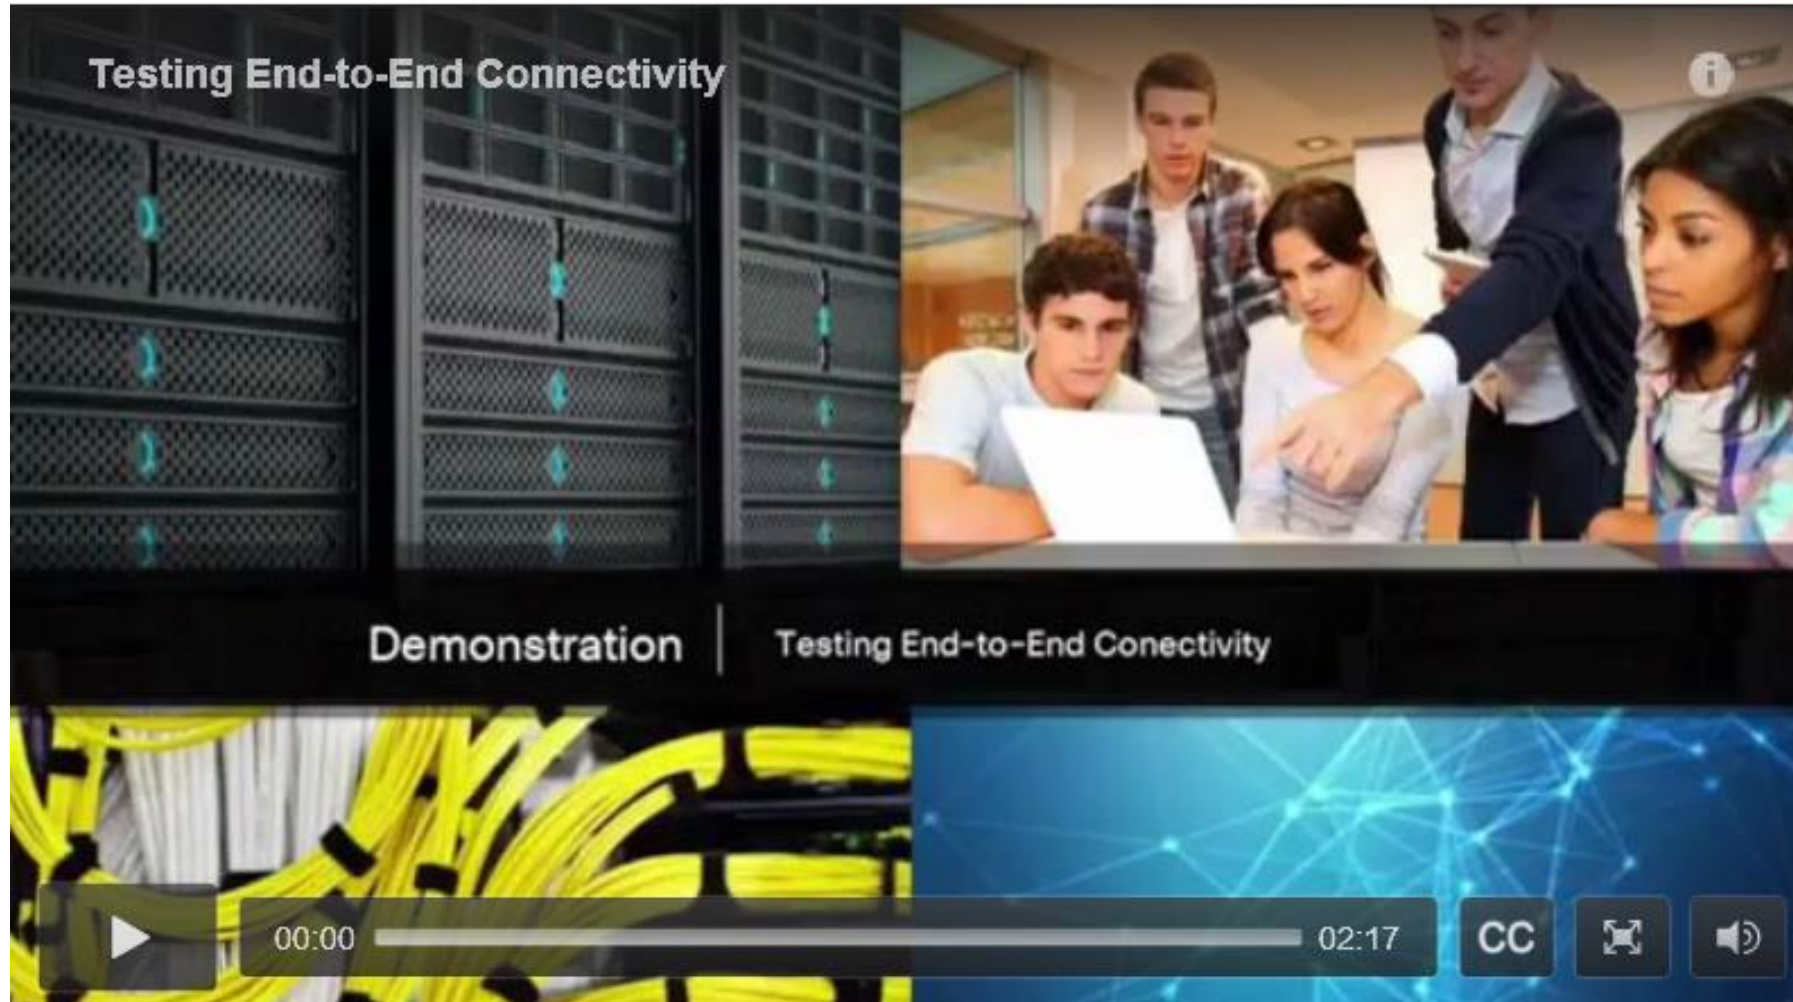 Testing End-to-End Connectivity
Demonstration
Testing End-to-End Conectivity
00:00
02:17
CC